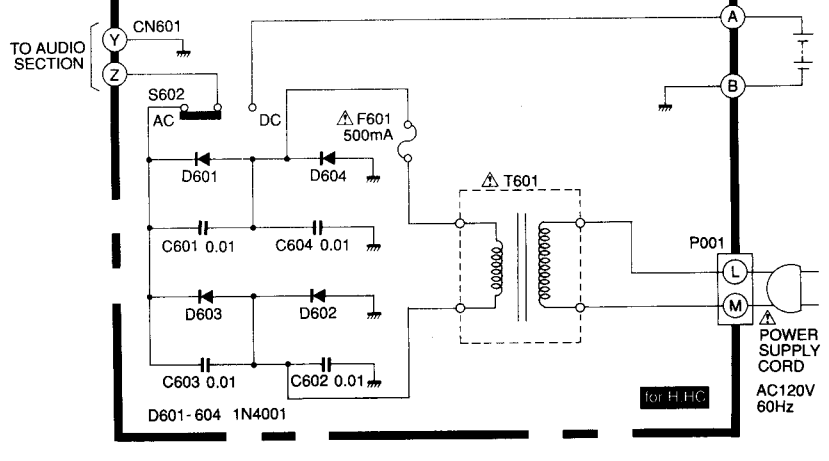 A
Y
CN601
TO AUDIO
SECTION
Z
B
S602
AC
DC
F601
500mA
D601
D604
T601
C601 0.01
C604 0.01
P001
L
M
D603
D602
POWER
SUPPLY
CORD
C603 0.01
C602 0.01
for H.HC
AC120V
60Hz
D601-604 1N4001